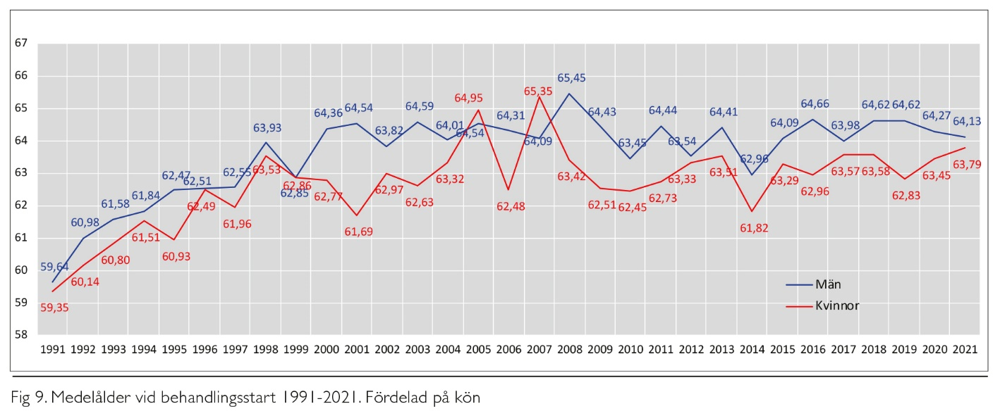 67
66
65
64
63
62
61
60
59
58
59,64 60,98 61,58 61,84 62,47 62,51 62,55 63,93 62,85 64,36 64,54 63,82 64,59 64,01 64,54 64,31 64,09 65,45 64,43 63,45 64,44 63,54 64,41 62,96 64,09 64,66 63,98 64,62 64,62 64,27 64,13
59,35 60,14 60,80 61,51 60,93 62,49 61,96 63,53 62,86 62,77 61,69 62,97 62,63 63,32 64,95 62,48 65,35 63,42 62,51 62,45 62,73 63,33 63,51 61,82 63,29 62,96 63,57 63,58 62,83 63,45 63,79
Män
Kvinnor
1991 1992 1993 1994 1995 1996 1997 1998 1999 2000 2001 2002 2003 2004 2005 2006 2007 2008 2009 2010 2011 2012 2013 2014 2015 2016 2017 2018 2019 2020 2021
Fig 9. Medelålder vid behandlingsstart 1991-2021. Fördelad på kön